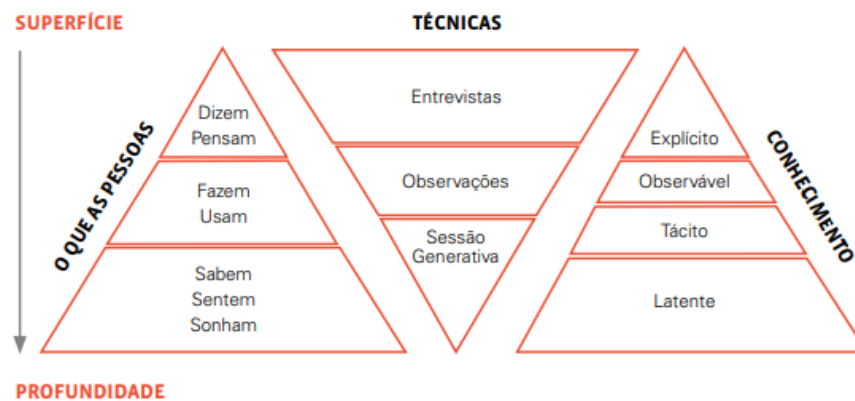 SUPERFÍCIE
TÉCNICAS
O QUE AS PESSOAS
Dizem
Pensam
Fazem
Usam
Sabem
Sentem
Sonham
Entrevistas
Observações
Sessão
Generativa
Explícito
Observável
Tácito
Latente
CONHECIMENTO
PROFUNDIDADE